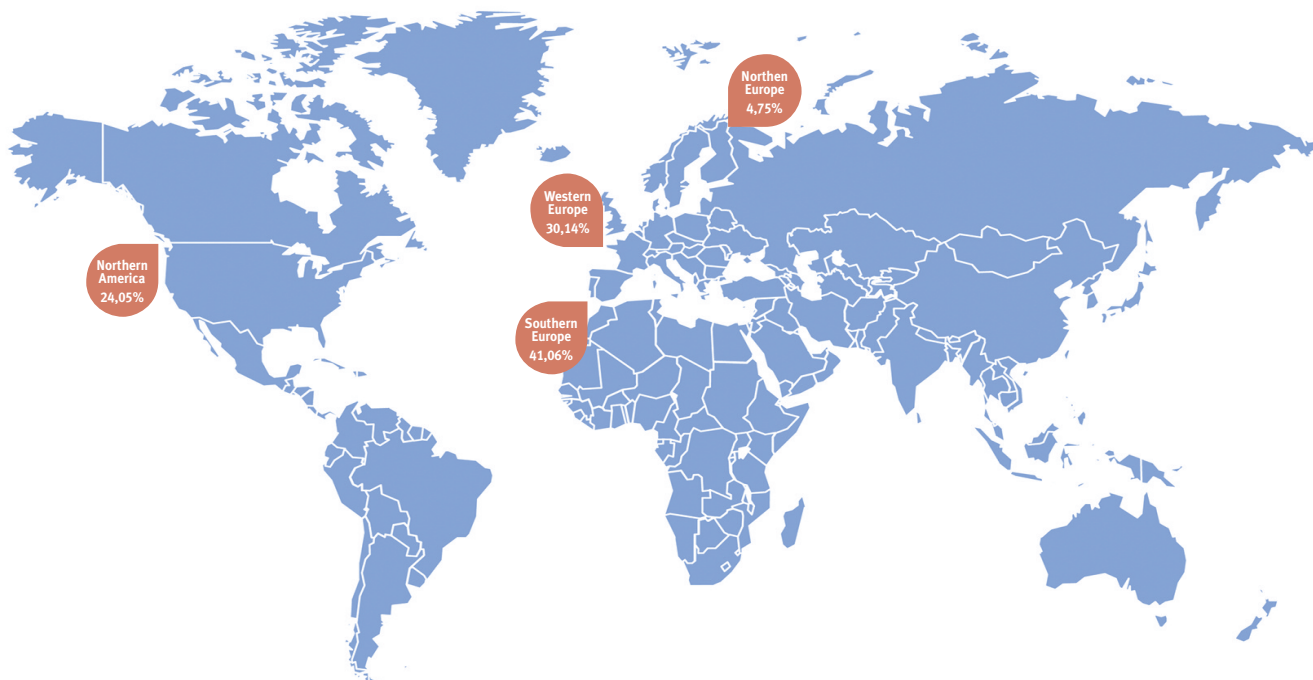 Northen
Europe
4,75%
Western
Europe
30,14%
Northern
America
24,05%
Southern
Europe
41,06%